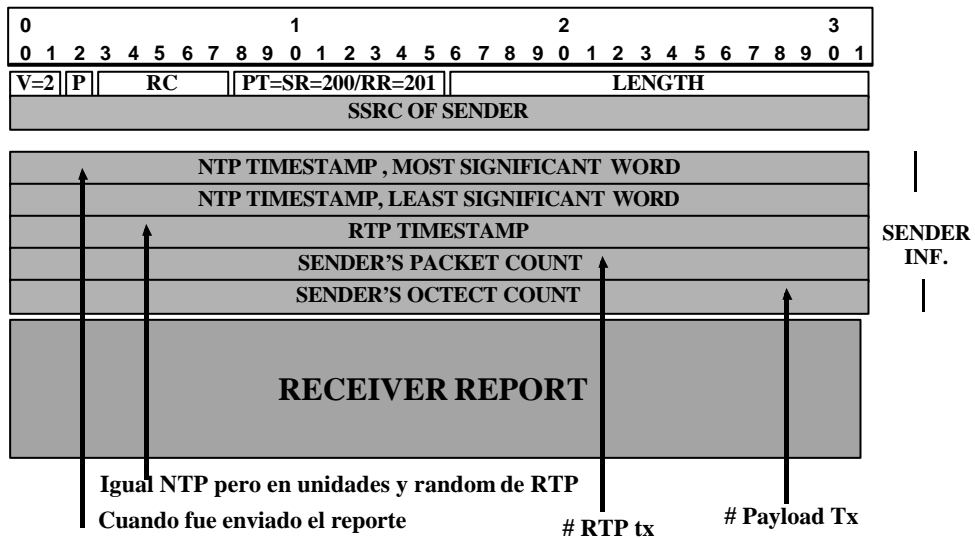 0 1 2 3
0 1 2 3 4 5 6 7 8 9 0 1 2 3 4 5 6 7 8 9 0 1 2 3 4 5 6 7 8 9 0 1
V=2 P RC PT=SR=200/RR=201 LENGTH
SSRC OF SENDER
NTP TIMESTAMP , MOST SIGNIFICANT WORD
NTP TIMESTAMP, LEAST SIGNIFICANT WORD
RTP TIMESTAMP
SENDER'S PACKET COUNT
SENDER'S OCTECT COUNT
SENDER
INF.
RECEIVER REPORT
Igual NTP pero en unidades y random de RTP
Cuando fue enviado el reporte
# RTP tx
# Payload Tx